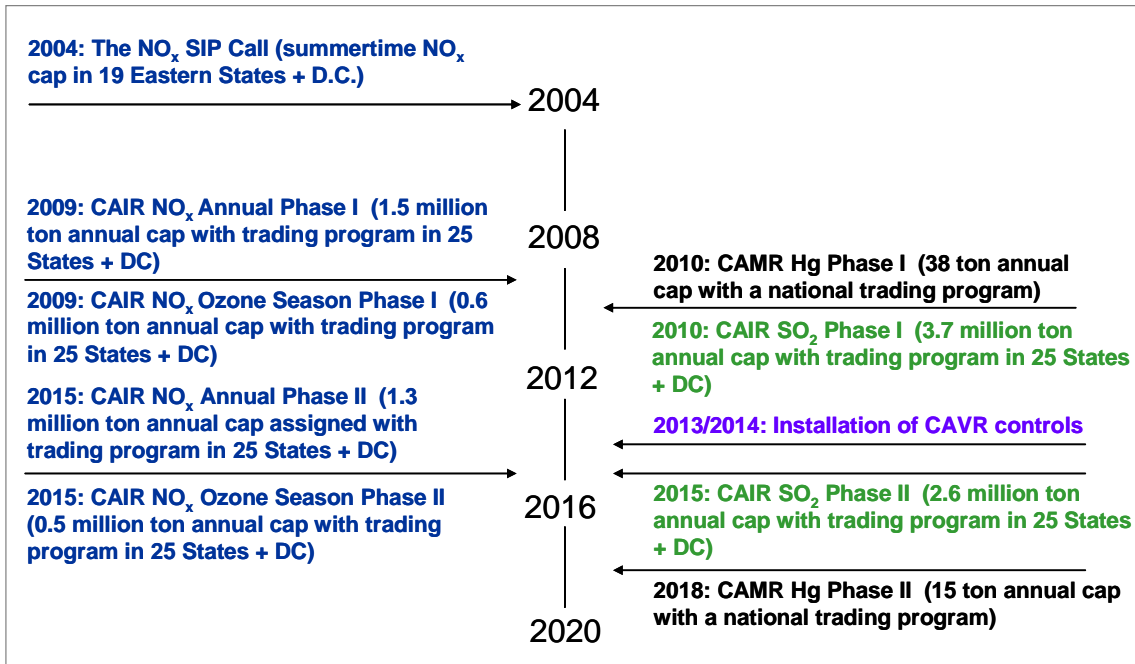 2004: The NOx SIP Call (summertime NOx
cap in 19 Eastern States + D.C.)
2004
2009: CAIR NOx Annual Phase I (1.5 million
ton annual cap with trading program in 25
States + DC)
2009: CAIR NOx Ozone Season Phase I (0.6
million ton annual cap with trading program
in 25 States + DC)
2015: CAIR NOx Annual Phase II (1.3
million ton annual cap assigned with
trading program in 25 States + DC)
2015: CAIR NOx Ozone Season Phase II
(0.5 million ton annual cap with trading
program in 25 States + DC)
2008
2012
2016
2020
2010: CAMR Hg Phase I (38 ton annual
cap with a national trading program)
2010: CAIR SO2 Phase I (3.7 million ton
annual cap with trading program in 25 States
+ DC)
2013/2014: Installation of CAVR controls
2015: CAIR SO2 Phase II (2.6 million ton
annual cap with trading program in 25 States
+ DC)
2018: CAMR Hg Phase II (15 ton annual cap
with a national trading program)